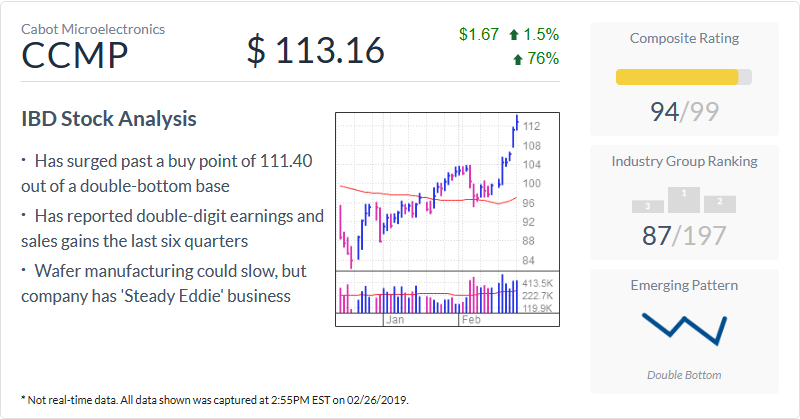 Cabot Microelectronics
CCMP
$ 113.16
$1.67 1.5%
76%
IBD Stock Analysis
· Has surged past a buy point of 111.40
out of a double-bottom base
· Has reported double-digit earnings and
sales gains the last six quarters
· Wafer manufacturing could slow, but
company has 'Steady Eddie' business
112
108
104
100
96
92
88
84
413.5K
222.7K
119.9K
Jan Feb
Composite Rating
94/99
Industry Group Ranking
3 1 2
87/197
Emerging Pattern
Double Bottom
* Not real-time data. All data shown was captured at 2:55PM EST on 02/26/2019.